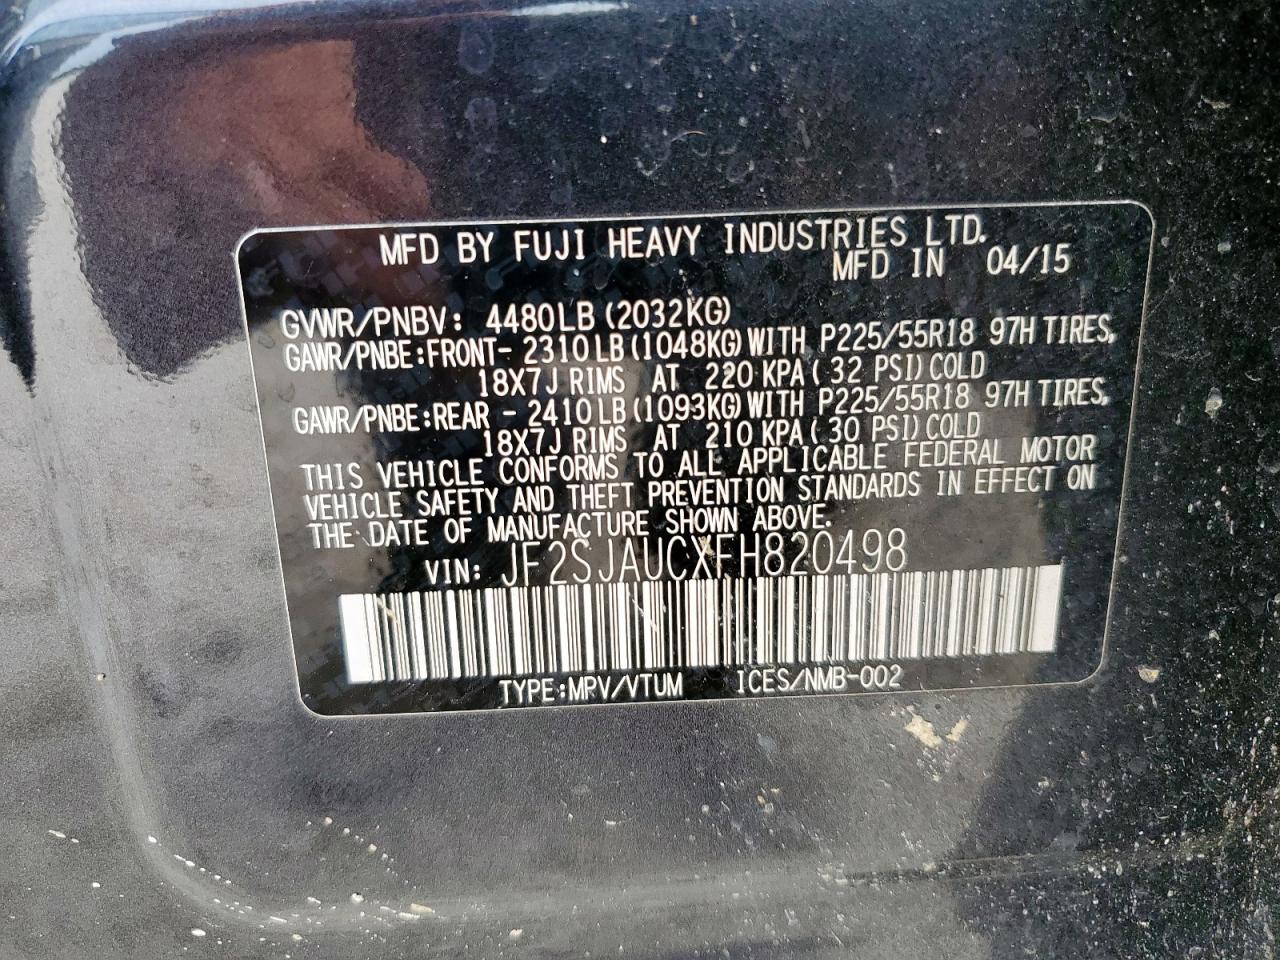 MFD BY FUJI HEAVY INDUSTRIES LTD.
MFD IN 04/15
GVWR/PNBV: 4480LB (2032KG)
GAWR/PNBE:FRONT- 2310LB (1048KG) WITH P225/55R18 97H TIRES,
18X7J RIMS AT 220 KPA( 32 PSI) COLD
GAWR/PNBE:REAR - 2410LB (1093KG) WITH P225/55R18 97H TIRES,
18X7J RIMS AT 210 KPA( 30 PSI) COLD
THIS VEHICLE CONFORMS TO ALL APPLICABLE FEDERAL MOTOR
VEHICLE SAFETY AND THEFT PREVENTION STANDARDS IN EFFECT ON
THE DATE OF MANUFACTURE SHOWN ABOVE.
VIN: JF2SJAUCXFH820498
TYPE:MPV/VTUM ICES/NMB-002